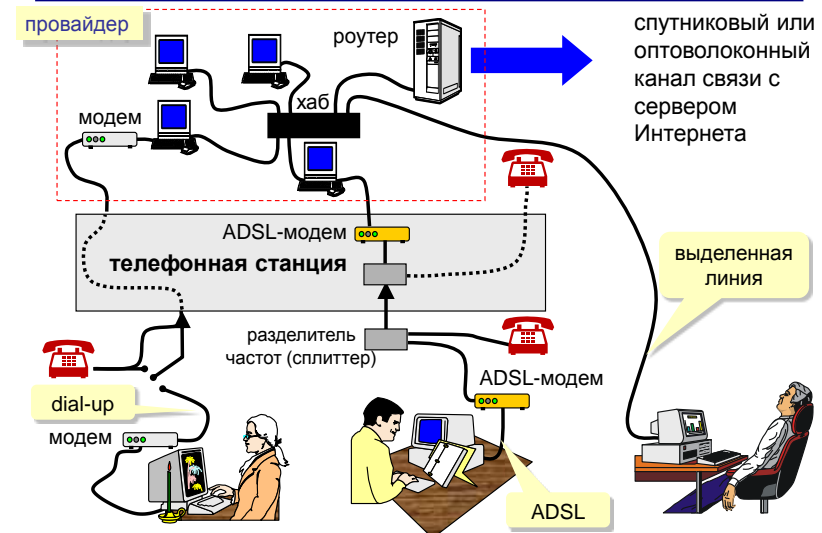 провайдер
роутер
спутниковый или
оптоволоконный
канал связи с
сервером
Интернета
хаб
модем
ADSL-модем
телефонная станция
выделенная
линия
разделитель
частот (сплиттер)
ADSL-модем
dial-up
модем
ADSL